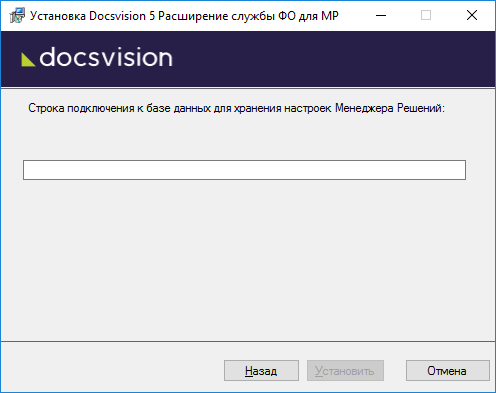 Установка Docsvision 5 Расширение службы ФО для МР
docsvision
Строка подключения к базе данных для хранения настроек Менеджера Решений:
Назад Установить Отмена